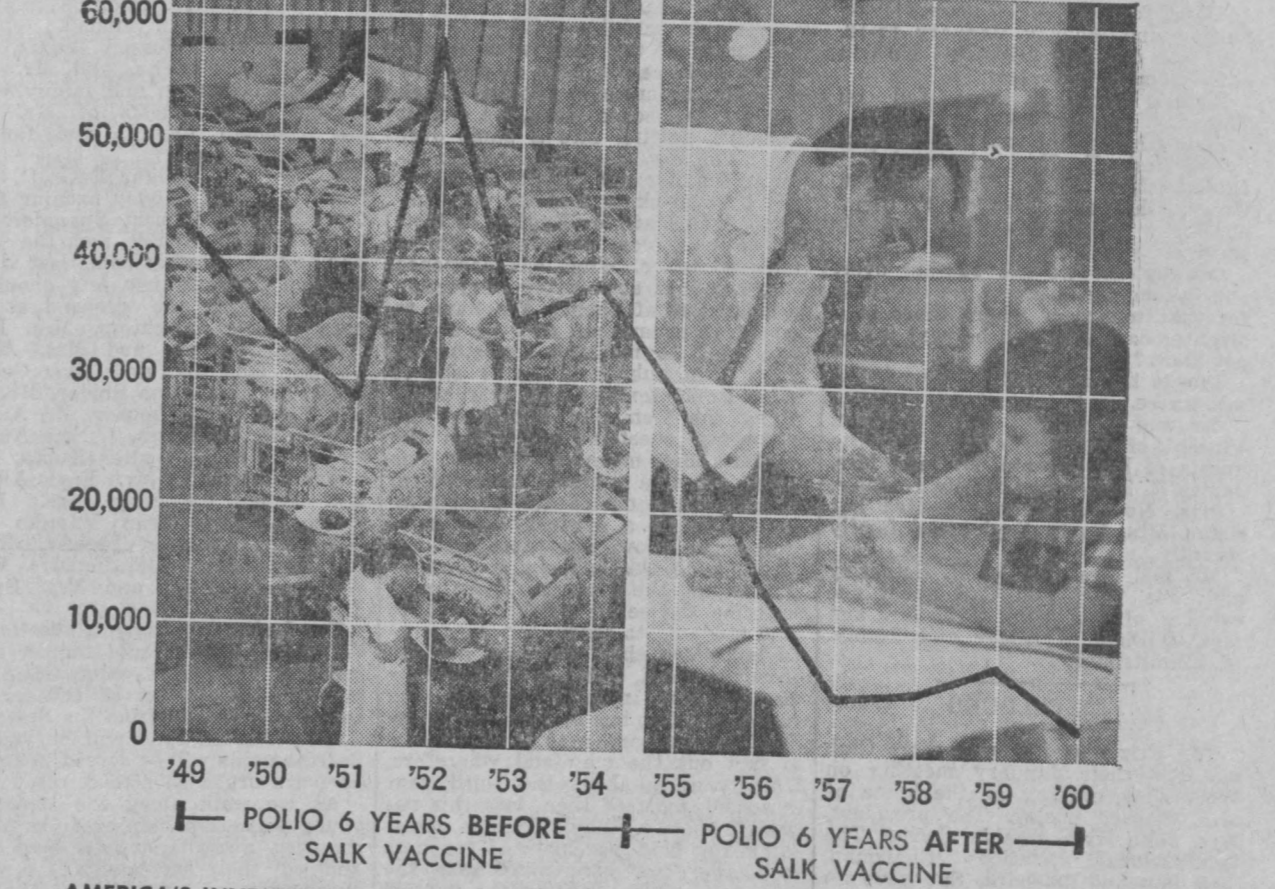 60,000
50,000
40,000
30,000
20,000
10,000
0
'49 '50 '51 '52 '53 '54 '55 '56 '57 '58 '59 '60
POLIO 6 YEARS BEFORE
SALK VACCINE
POLIO 6 YEARS AFTER
SALK VACCINE
AMERICA'S